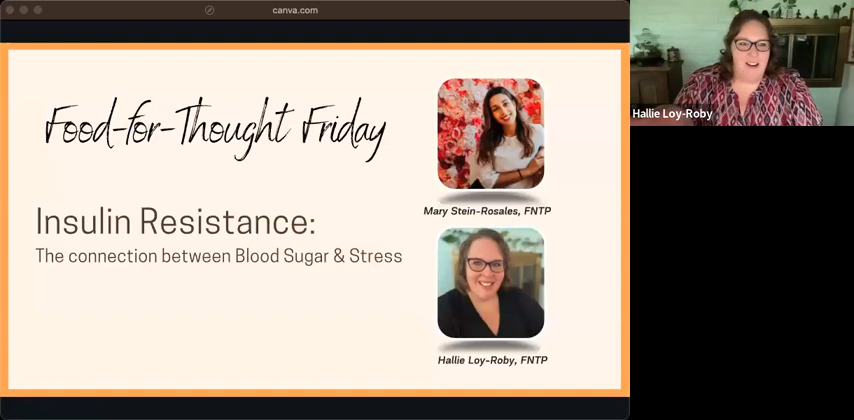 canva.com
Food-for-Thought Friday
Insulin Resistance:
The connection between Blood Sugar & Stress
Mary Stein-Rosales, FNTP
Hallie Loy-Roby, FNTP
Hallie Loy-Roby